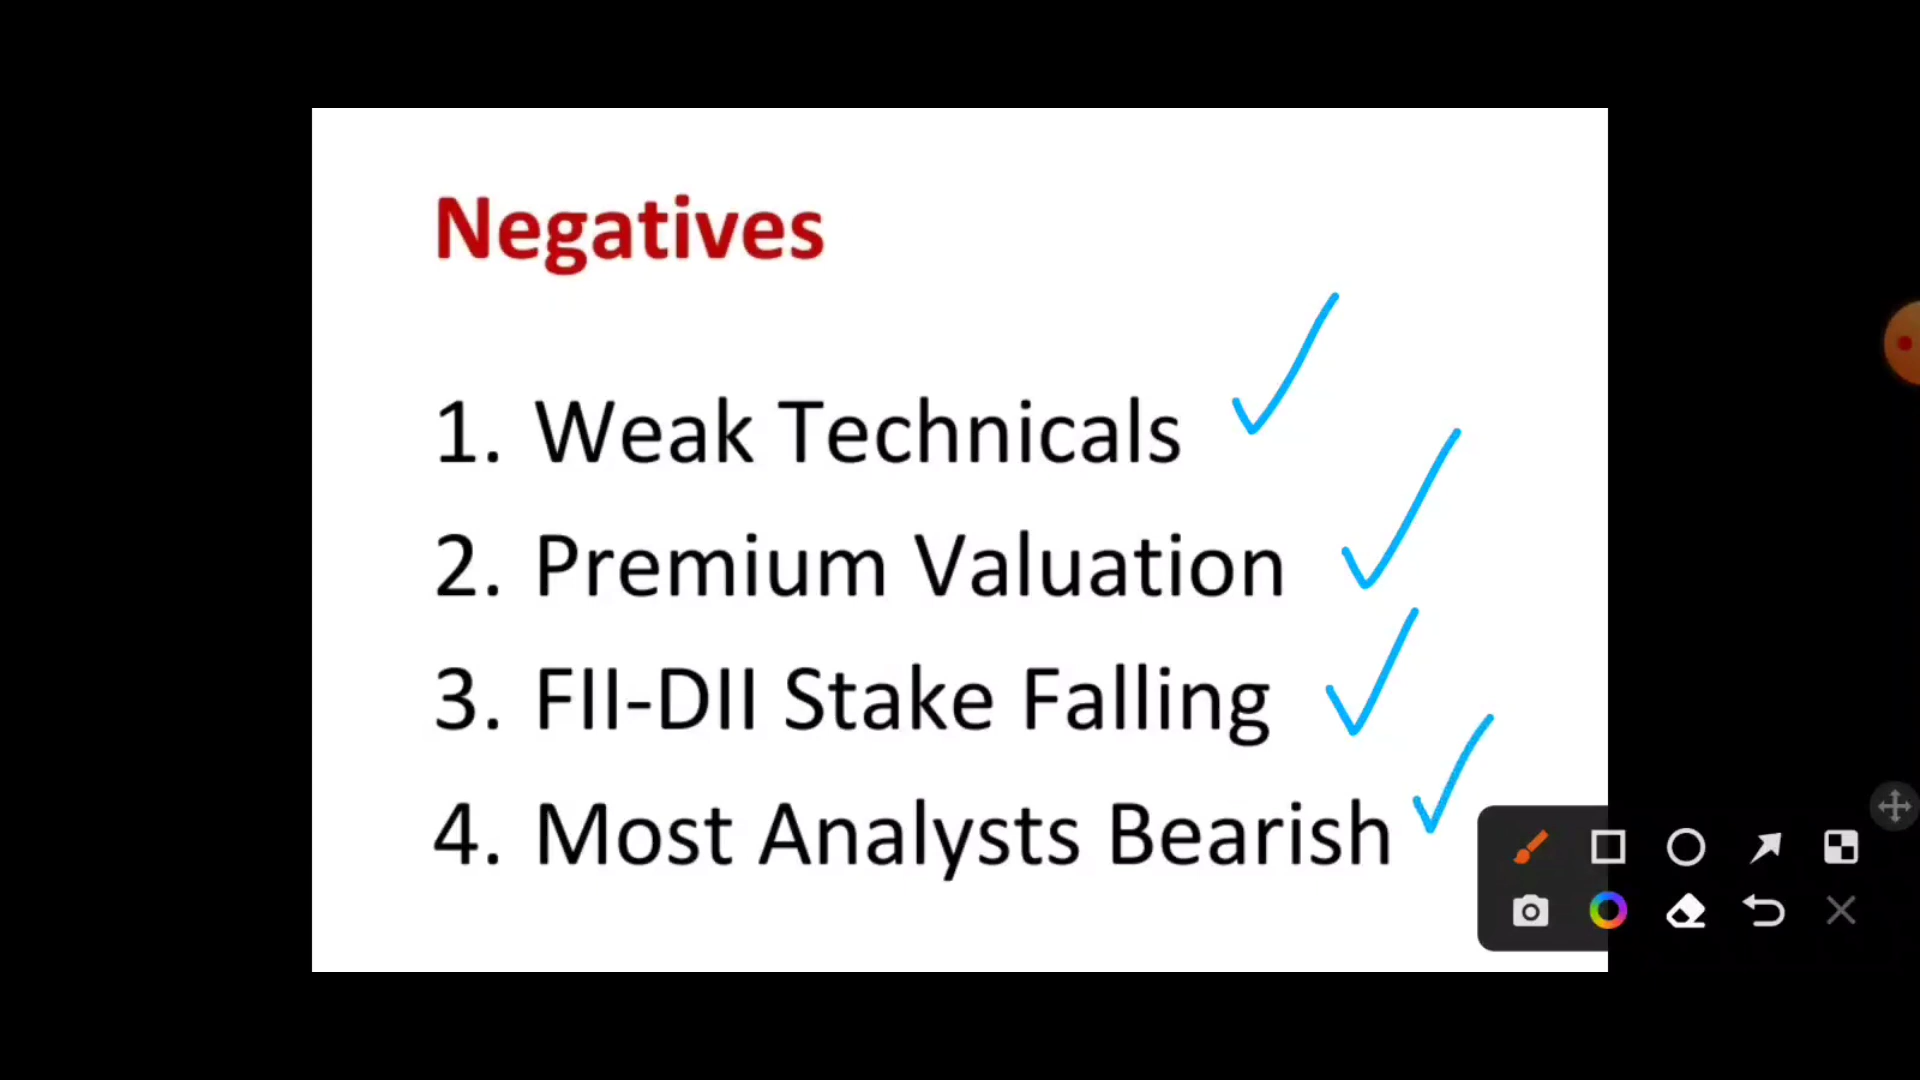 Negatives
1. Weak Technicals
2. Premium Valuation
3. FII-DII Stake Falling
4. Most Analysts Bearish